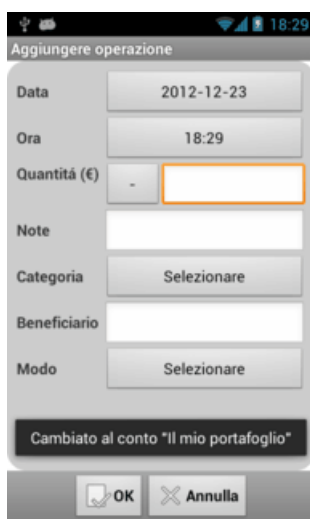 18:29
Aggiungere operazione
Data 2012-12-23
Ora 18:29
Quantitá (€) -
Note
Categoria Selezionare
Beneficiario
Modo Selezionare
Cambiato al conto "Il mio portafoglio"
OK Annulla